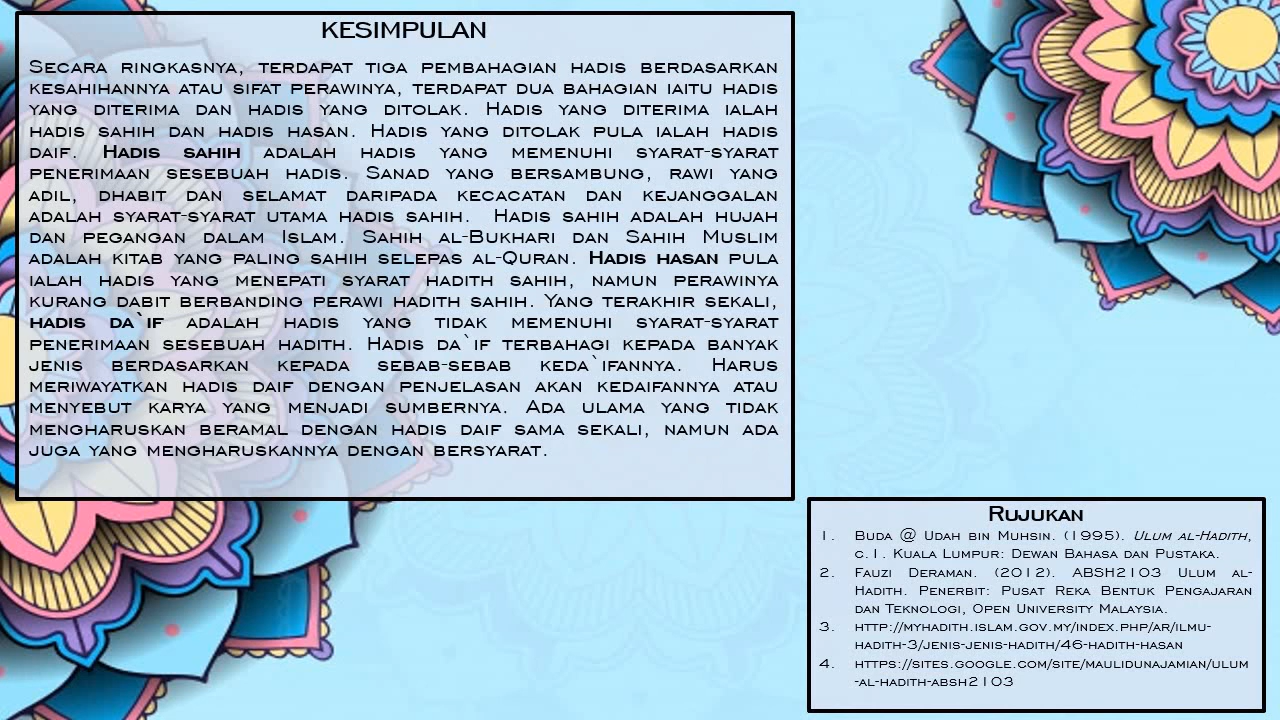 KESIMPULAN
SECARA RINGKASNYA, TERDAPAT TIGA PEMBAHAGIAN HADIS BERDASARKAN
KESAHIHANNYA ATAU SIFAT PERAWINYA, TERDAPAT DUA BAHAGIAN IAITU HADIS
YANG DITERIMA DAN HADIS YANG DITOLAK. HADIS YANG DITERIMA IALAH
HADIS SAHIH DAN HADIS HASAN. HADIS YANG DITOLAK PULA IALAH HADIS
DAIF. HADIS SAHIH ADALAH HADIS YANG MEMENUHI SYARAT-SYARAT
PENERIMAAN SESEBUAH HADIS. SANAD YANG BERSAMBUNG, RAWI YANG
ADIL, DHABIT DAN SELAMAT DARIPADA KECACATAN DAN KEJANGGALAN
ADALAH SYARAT-SYARAT UTAMA HADIS SAHIH. HADIS SAHIH ADALAH HUJAH
DAN PEGANGAN DALAM ISLAM. SAHIH AL-BUKHARI DAN SAHIH MUSLIM
ADALAH KITAB YANG PALING SAHIH SELEPAS AL-QURAN. HADIS HASAN PULA
IALAH HADIS YANG MENEPATI SYARAT HADITH SAHIH, NAMUN PERAWINYA
KURANG DABIT BERBANDING PERAWI HADITH SAHIH. YANG TERAKHIR SEKALI,
HADIS DA`IF ADALAH HADIS YANG TIDAK MEMENUHI SYARAT-SYARAT
PENERIMAAN SESEBUAH HADITH. HADIS DA`IF TERBAHAGI KEPADA BANYAK
JENIS BERDASARKAN KEPADA SEBAB-SEBAB KEDA`IFANNYA. HARUS
MERIWAYATKAN HADIS DAIF DENGAN PENJELASAN AKAN KEDAIFANNYA ATAU
MENYEBUT KARYA YANG MENJADI SUMBERNYA. ADA ULAMA YANG TIDAK
MENGHARUSKAN BERAMAL DENGAN HADIS DAIF SAMA SEKALI, NAMUN ADA
JUGA YANG MENGHARUSKANNYA DENGAN BERSYARAT.
RUJUKAN
1. BUDA @ UDAH BIN MUHSIN. (1995). ULUM AL-HADITH,
C.1. KUALA LUMPUR: DEWAN BAHASA DAN PUSTAKA.
2. FAUZI DERAMAN. (2012). ABSH2103 ULUM AL-
HADITH. PENERBIT: PUSAT REKA BENTUK PENGAJARAN
DAN TEKNOLOGI, OPEN UNIVERSITY MALAYSIA.
3. HTTP://MYHADITH.ISLAM.GOV.MY/INDEX.PHP/AR/ILMU-
HADITH-3/JENIS-JENIS-HADITH/46-HADITH-HASAN
4. HTTPS://SITES.GOOGLE.COM/SITE/MAULIDUNAJAMIAN/ULUM
-AL-HADITH-ABSH2103